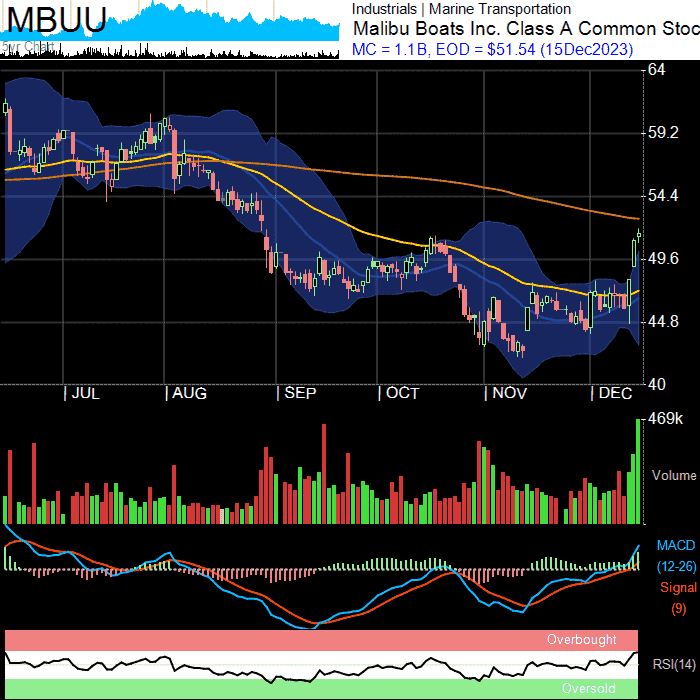 MBUU
5yr Chart
Industrials | Marine Transportation
Malibu Boats Inc. Class A Common Stoc
MC = 1.1B, EOD = $51.54 (15Dec2023)
64
59.2
54.4
49.6
44.8
40
| JUL | AUG | SEP | OCT | NOV | DEC
469k
Volume
MACD
(12-26)
Signal
(9)
Overbought
RSI(14)
Oversold